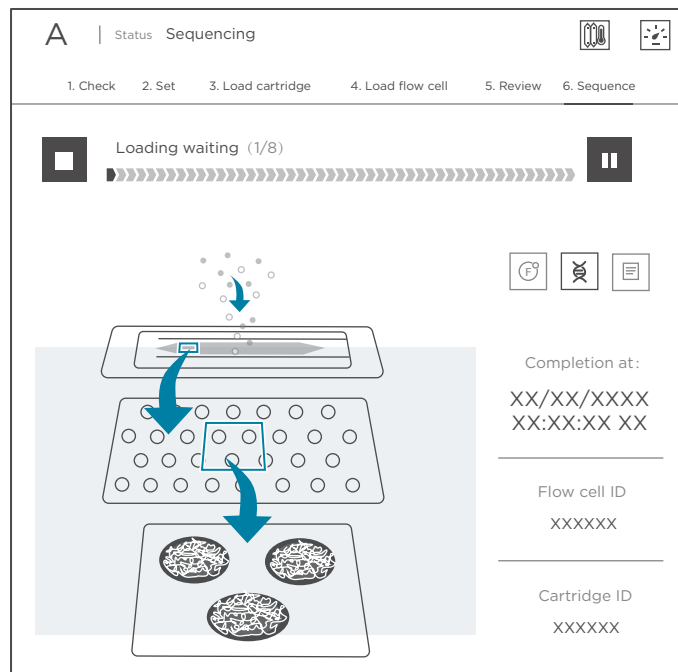 A | Status Sequencing
1. Check 2. Set 3. Load cartridge 4. Load flow cell 5. Review 6. Sequence
Loading waiting (1/8)
F
Completion at:
XX/XX/XXXX
XX:XX:XX XX
Flow cell ID
XXXXXX
Cartridge ID
XXXXXX